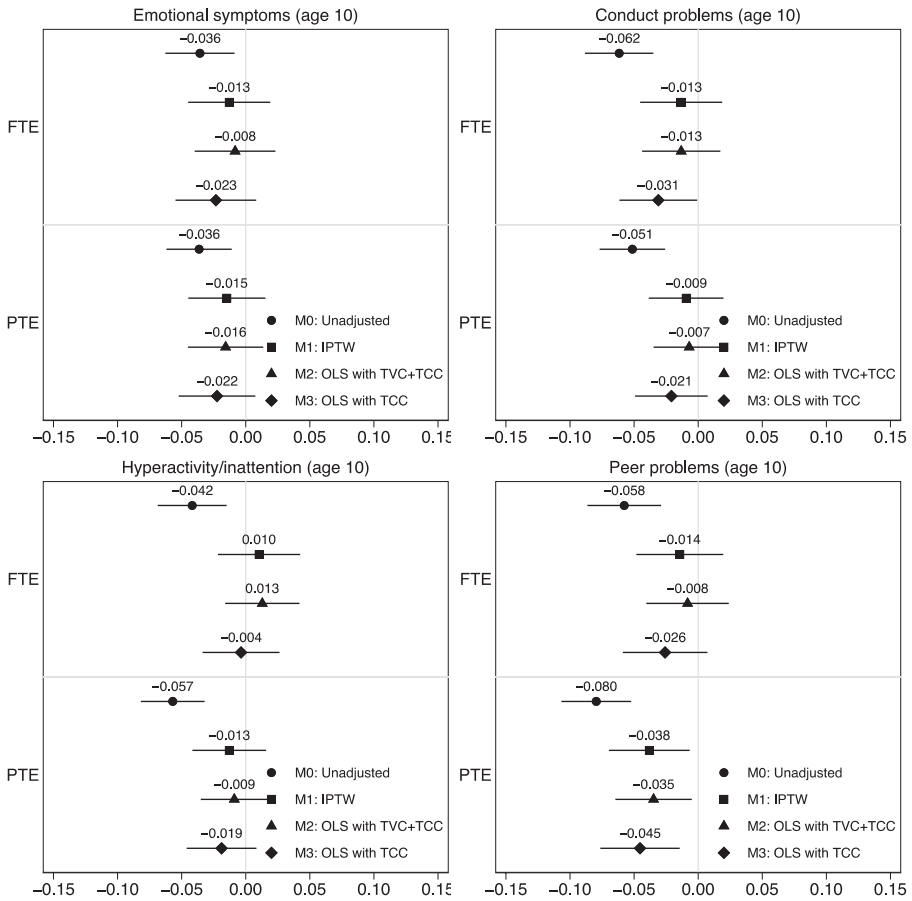 Emotional symptoms (age 10)
−0.036
−0.013
FTE
−0.008
−0.023
−0.036
−0.015
PTE
−0.016
−0.022
M0: Unadjusted
M1: IPTW
M2: OLS with TVC+TCC
M3: OLS with TCC
−0.15 −0.10 −0.05 0.00 0.05 0.10 0.15
Conduct problems (age 10)
−0.062
−0.013
FTE
−0.013
−0.031
−0.051
−0.009
PTE
−0.007
−0.021
M0: Unadjusted
M1: IPTW
M2: OLS with TVC+TCC
M3: OLS with TCC
−0.15 −0.10 −0.05 0.00 0.05 0.10 0.15
Hyperactivity/inattention (age 10)
−0.042
0.010
FTE
0.013
−0.004
−0.057
−0.013
PTE
−0.009
−0.019
M0: Unadjusted
M1: IPTW
M2: OLS with TVC+TCC
M3: OLS with TCC
−0.15 −0.10 −0.05 0.00 0.05 0.10 0.15
Peer problems (age 10)
−0.058
−0.014
FTE
−0.008
−0.026
−0.080
−0.038
PTE
−0.035
−0.045
M0: Unadjusted
M1: IPTW
M2: OLS with TVC+TCC
M3: OLS with TCC
−0.15 −0.10 −0.05 0.00 0.05 0.10 0.15